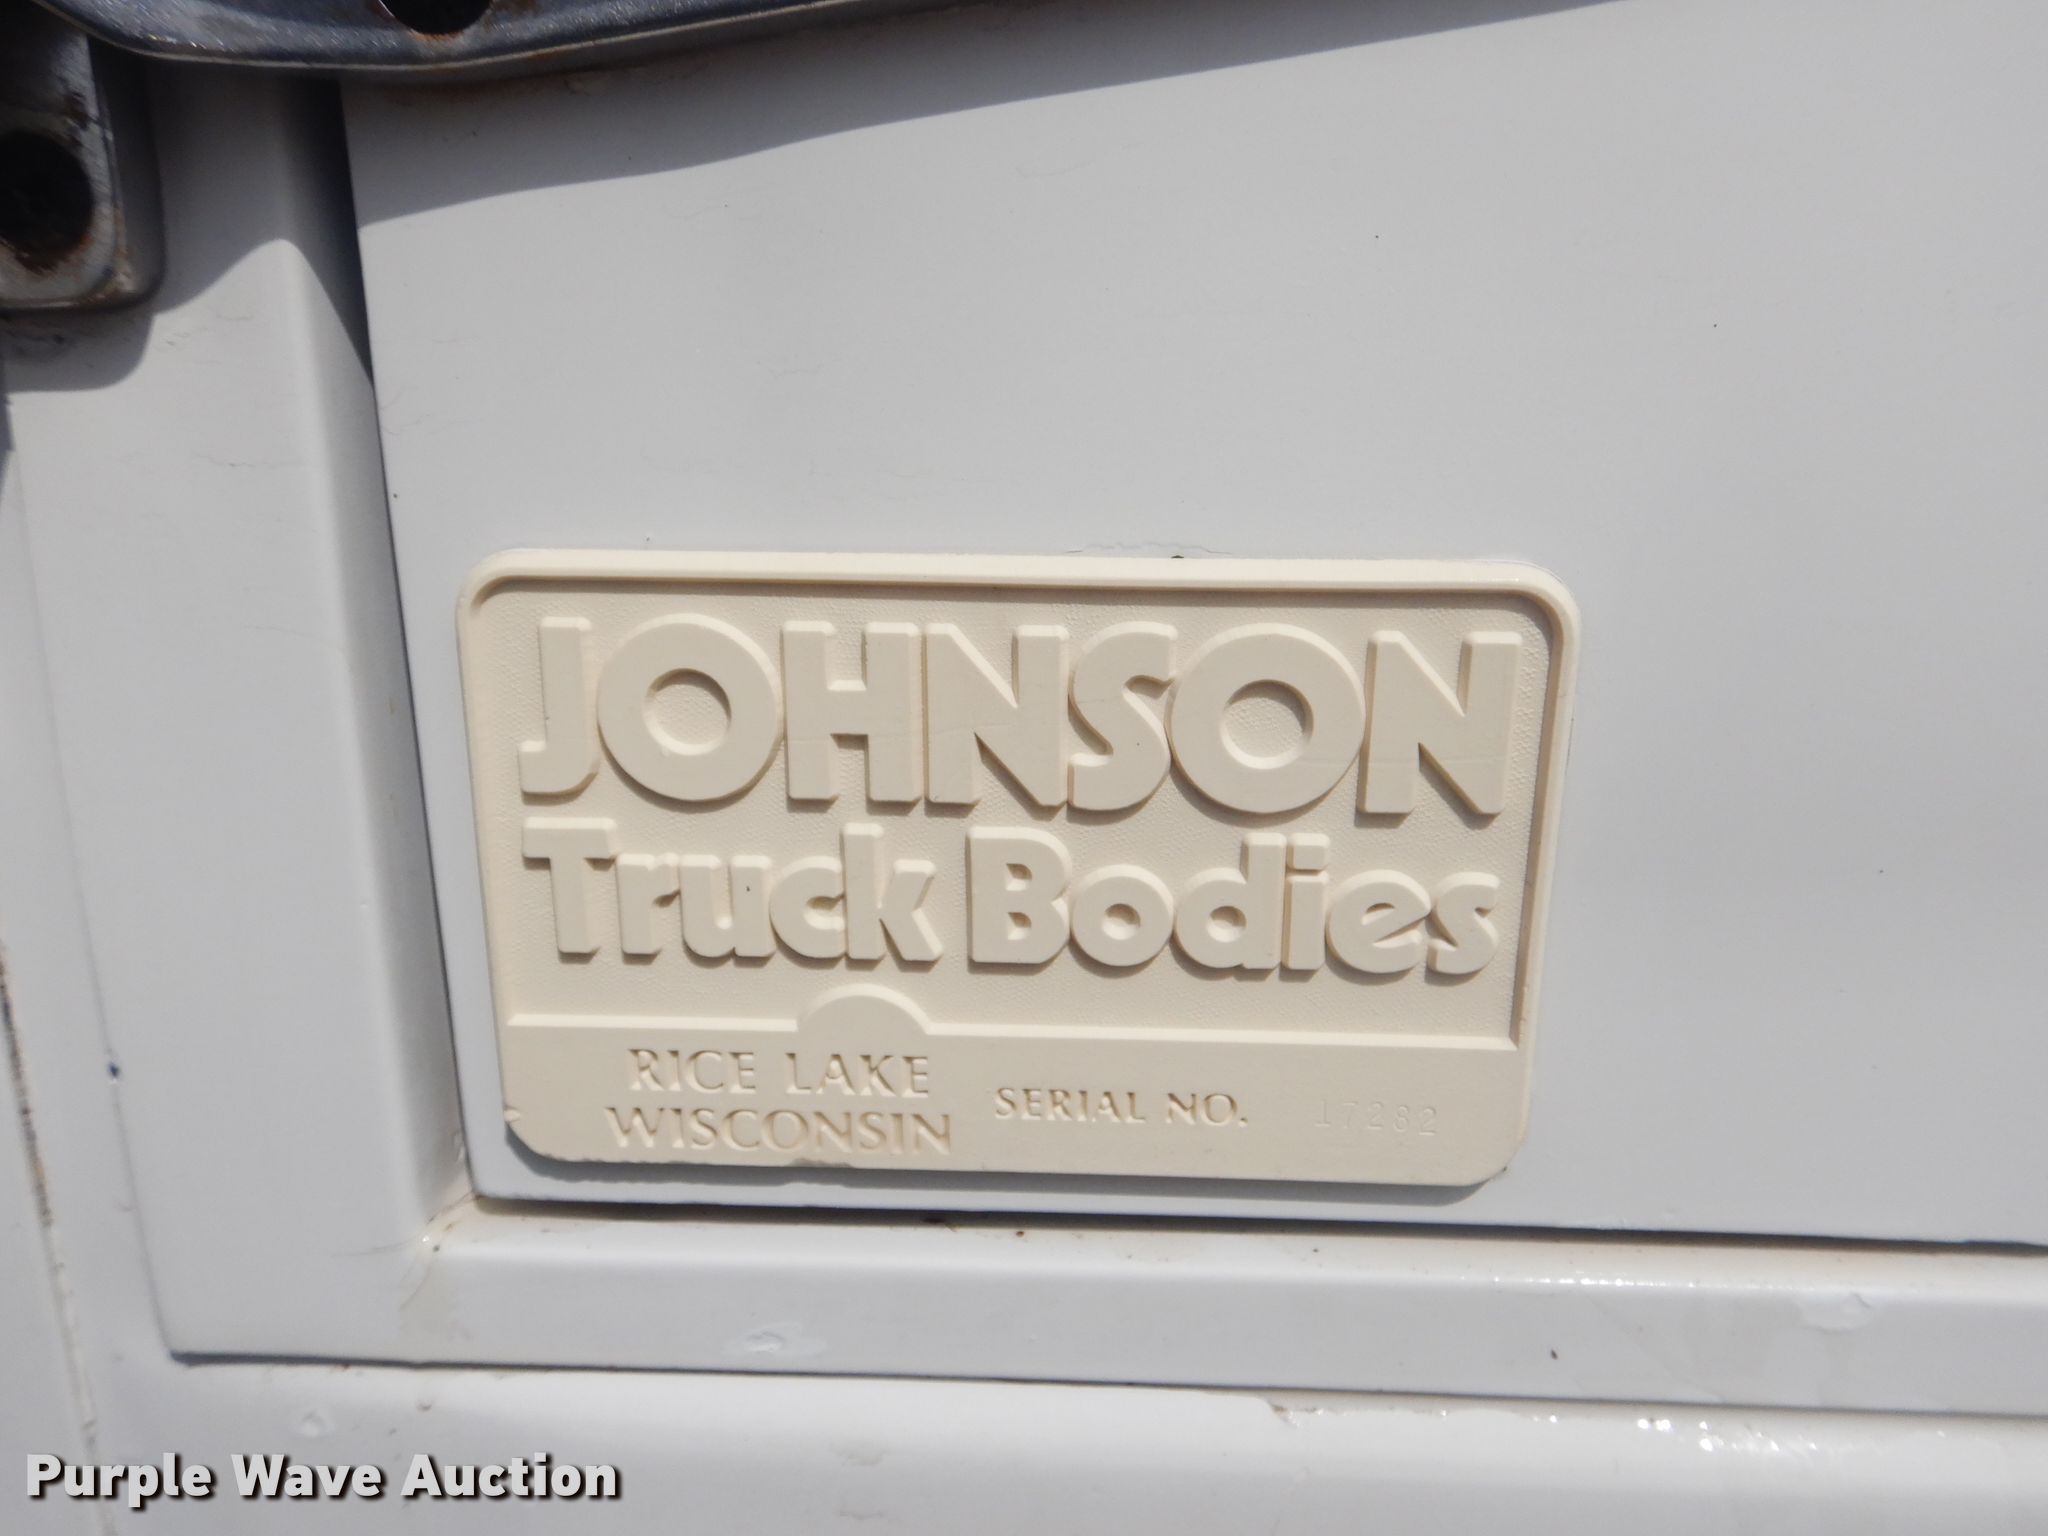 JOHNSON
Truck Bodies
RICE LAKE
WISCONSIN
SERIAL NO. 17282
Purple Wave Auction